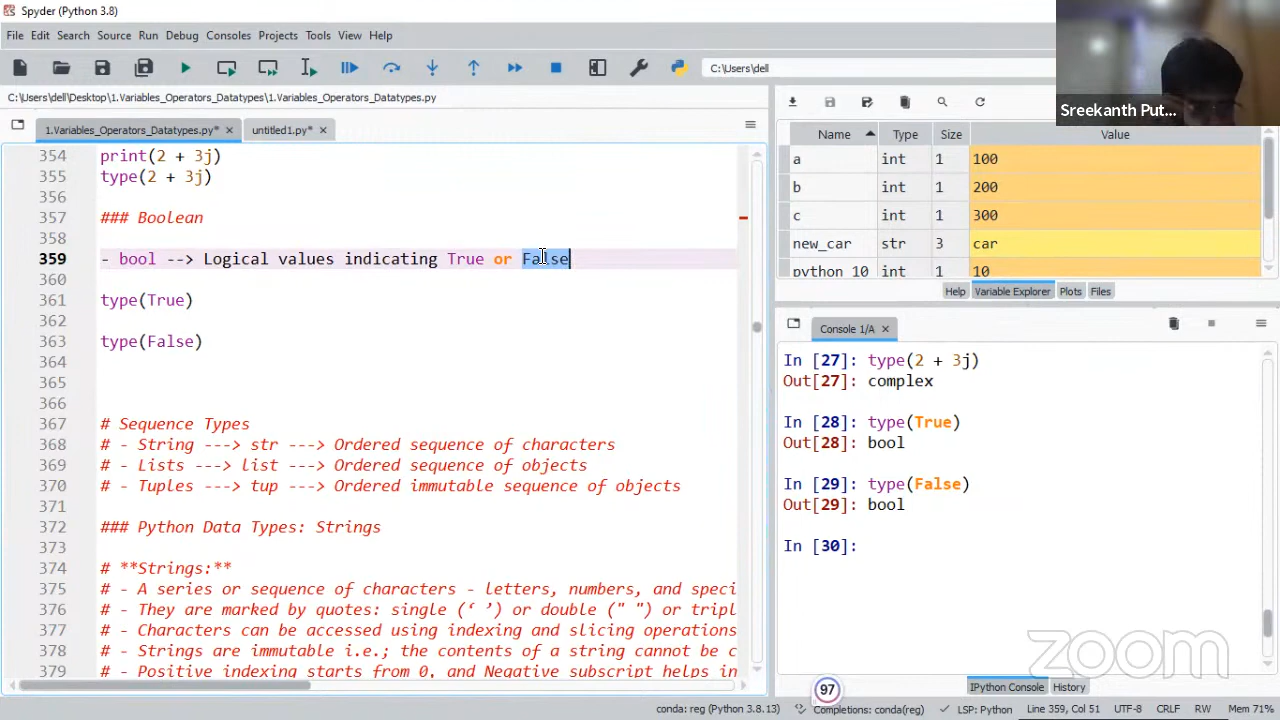 Spyder (Python 3.8)
File Edit Search Source Run Debug Consoles Projects Tools View Help
C:\Users\dell
C:\Users\dell\Desktop\1.Variables_Operators_Datatypes\1.Variables_Operators_Datatypes.py
1.Variables_Operators_Datatypes.py* untitled1.py*
354 print(2 + 3j)
355 type(2 + 3j)
356
357 ### Boolean
358
359 - bool --> Logical values indicating True or False
360
361 type(True)
362
363 type(False)
364
365
366
367 # Sequence Types
368 # - String ---> str ---> Ordered sequence of characters
369 # - Lists ---> list ---> Ordered sequence of objects
370 # - Tuples ---> tup ---> Ordered immutable sequence of objects
371
372 ### Python Data Types: Strings
373
374 # **Strings:**
375 # - A series or sequence of characters - letters, numbers, and speci
376 # - They are marked by quotes: single (‘ ’) or double (" ") or tripl
377 # - Characters can be accessed using indexing and slicing operations
378 # - Strings are immutable i.e.; the contents of a string cannot be c
379 # - Positive indexing starts from 0, and Negative subscript helps in
Sreekanth Put...
Name Type Size Value
a int 1 100
b int 1 200
c int 1 300
new_car str 3 car
python_10 int 1 10
Help Variable Explorer Plots Files
Console 1/A
In [27]: type(2 + 3j)
Out[27]: complex
In [28]: type(True)
Out[28]: bool
In [29]: type(False)
Out[29]: bool
In [30]:
zoom
97
IPython Console History
conda: reg (Python 3.8.13) Completions: conda(reg) LSP: Python Line 359, Col 51 UTF-8 CRLF RW Mem 71%